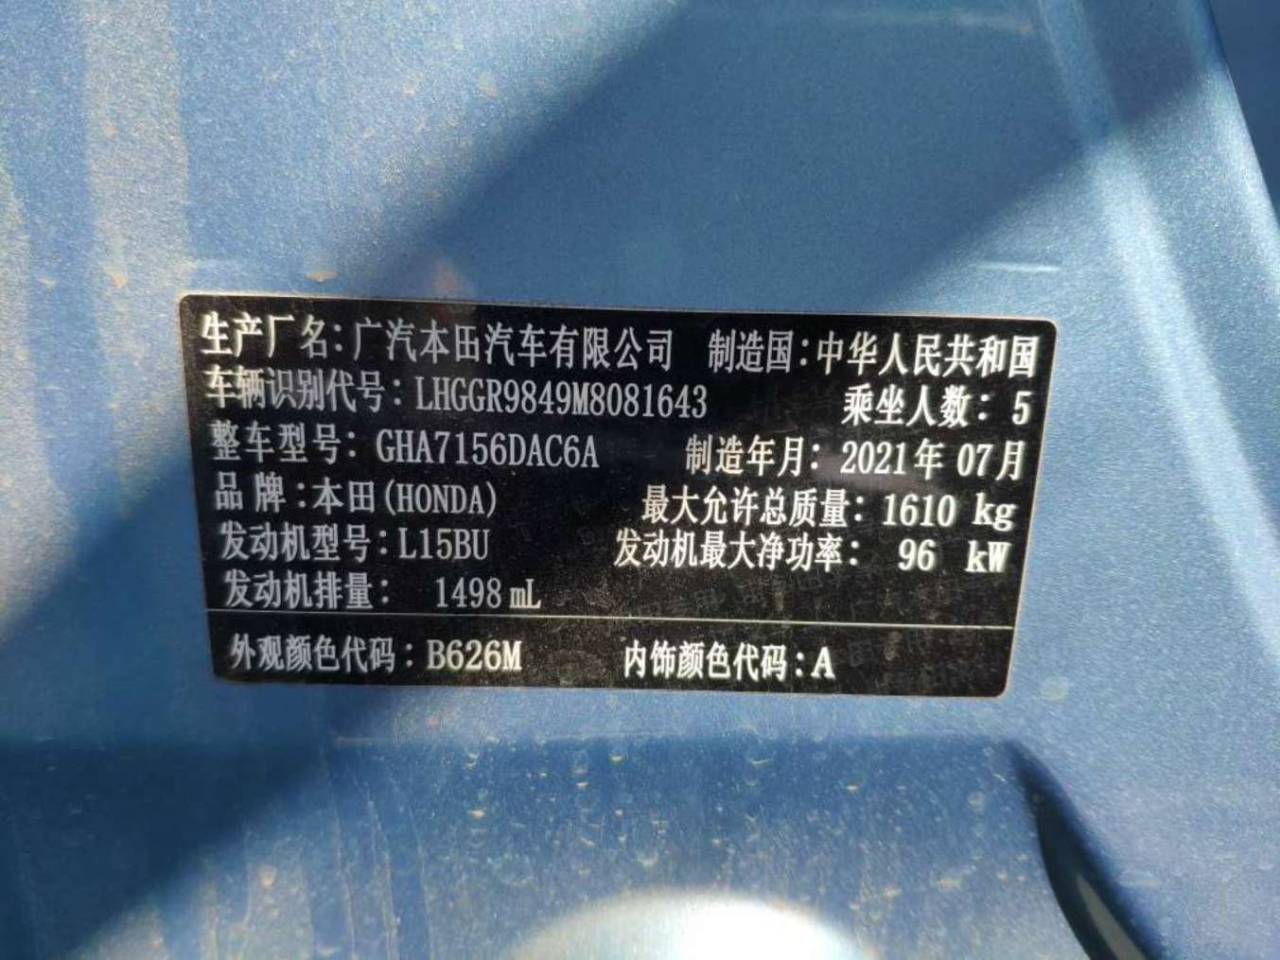 生产厂名:广汽本田汽车有限公司 制造国:中华人民共和国
车辆识别代号:LHGGR9849M8081643 乘坐人数:5
整车型号:GHA7156DAC6A 制造年月:2021年07月
品牌:本田(HONDA) 最大允许总质量:1610 kg
发动机型号:L15BU 发动机最大净功率:96 kW
发动机排量:1498 mL
外观颜色代码:B626M 内饰颜色代码:A